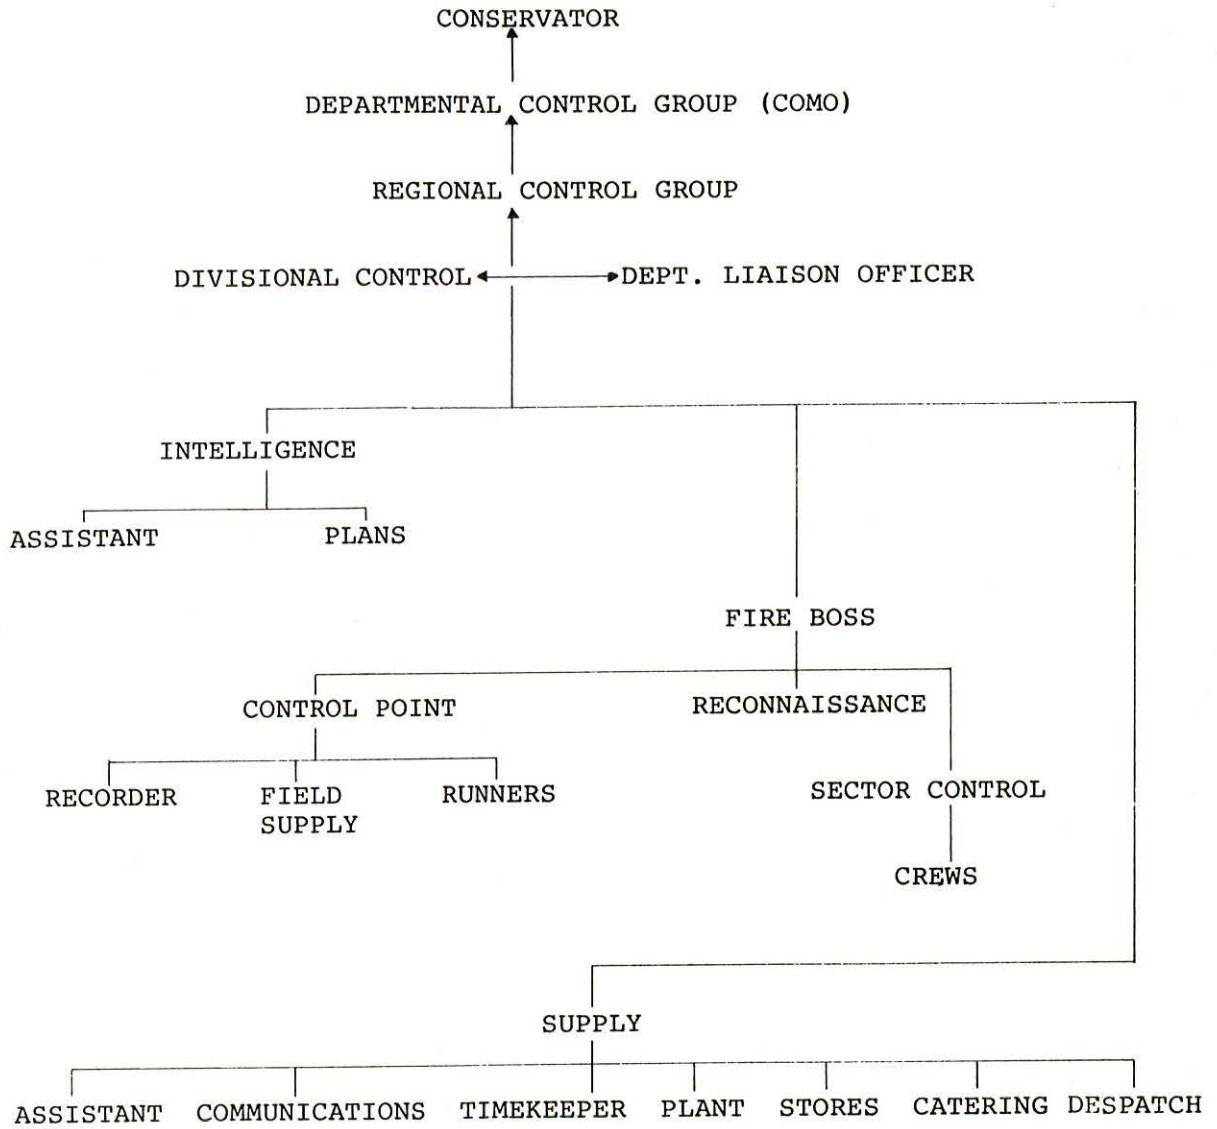 CONSERVATOR
DEPARTMENTAL CONTROL GROUP (COMO)
REGIONAL CONTROL GROUP
DIVISIONAL CONTROL DEPT. LIAISON OFFICER
INTELLIGENCE
ASSISTANT PLANS
FIRE BOSS
CONTROL POINT RECONNAISSANCE
RECORDER FIELD RUNNERS SECTOR CONTROL
SUPPLY
CREWS
SUPPLY
ASSISTANT COMMUNICATIONS TIMEKEEPER PLANT STORES CATERING DESPATCH